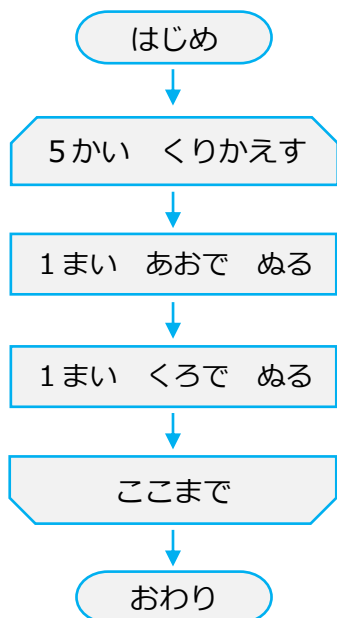 はじめ
5かい　くりかえす
1まい　あおで　ぬる
1まい　くろで　ぬる
ここまで
おわり